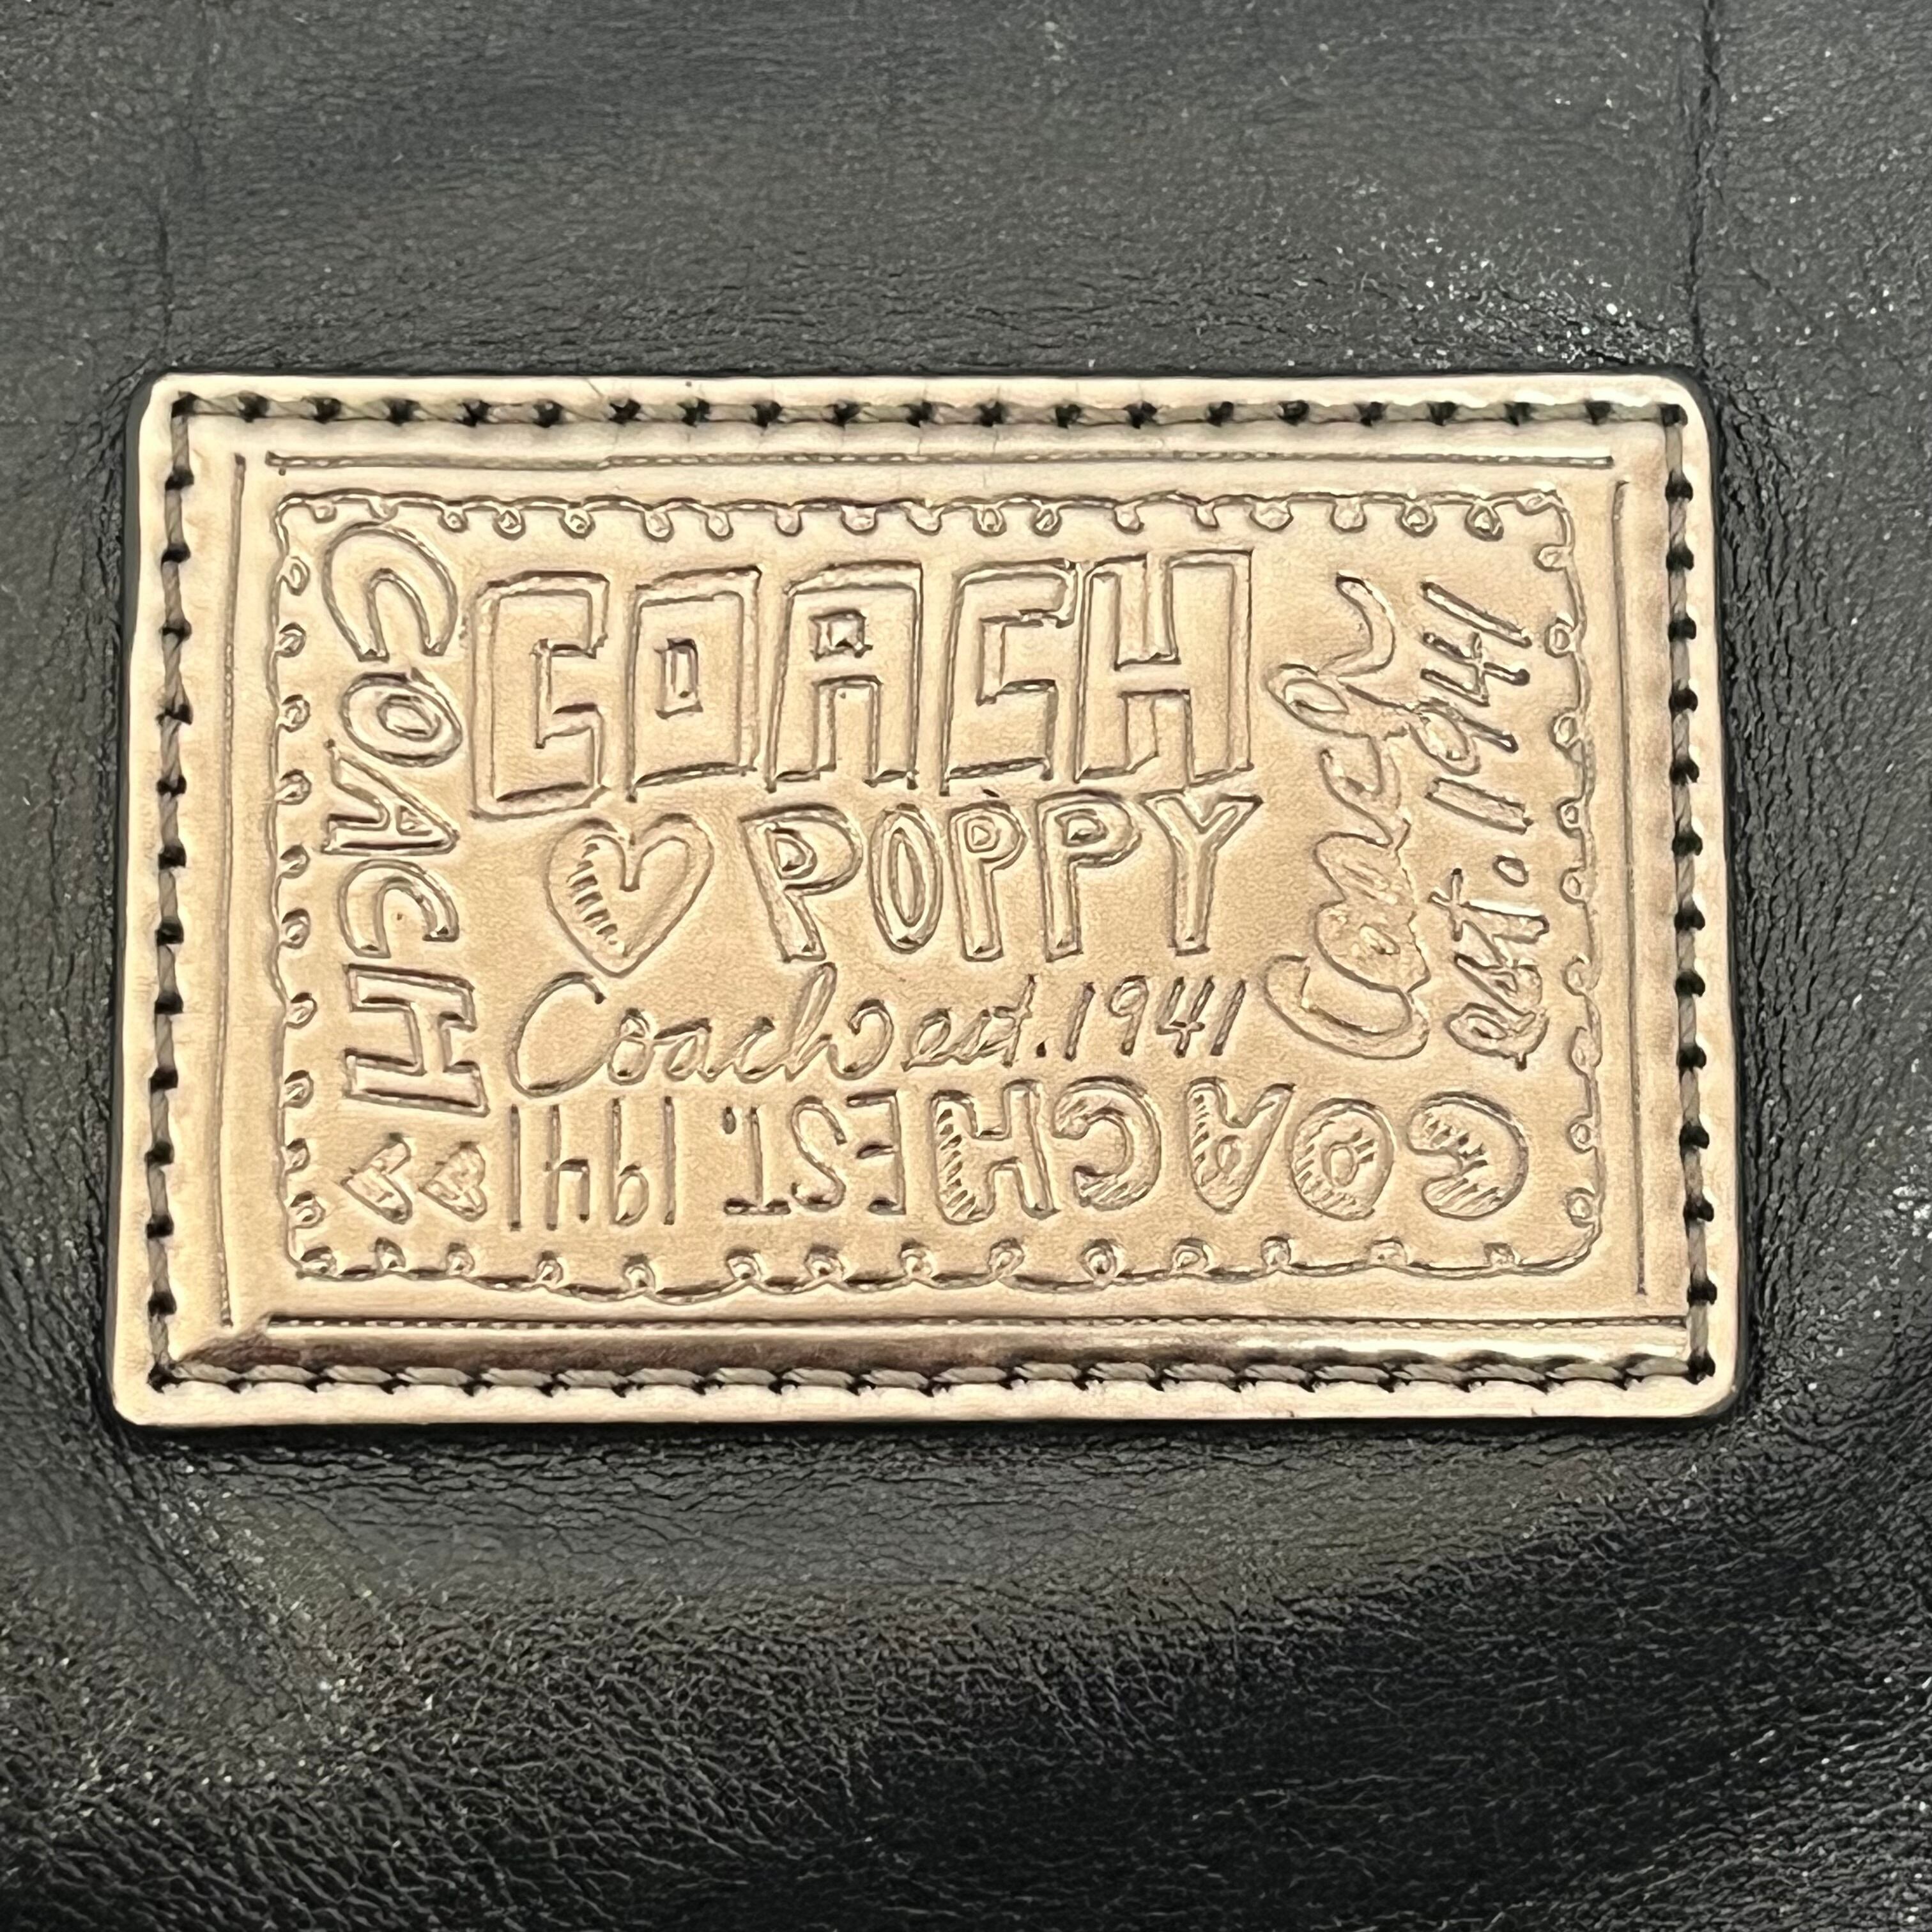 COACH
POPPY
Coach est. 1941
COACH
Coach
est. 1941
COACH EST. 1941